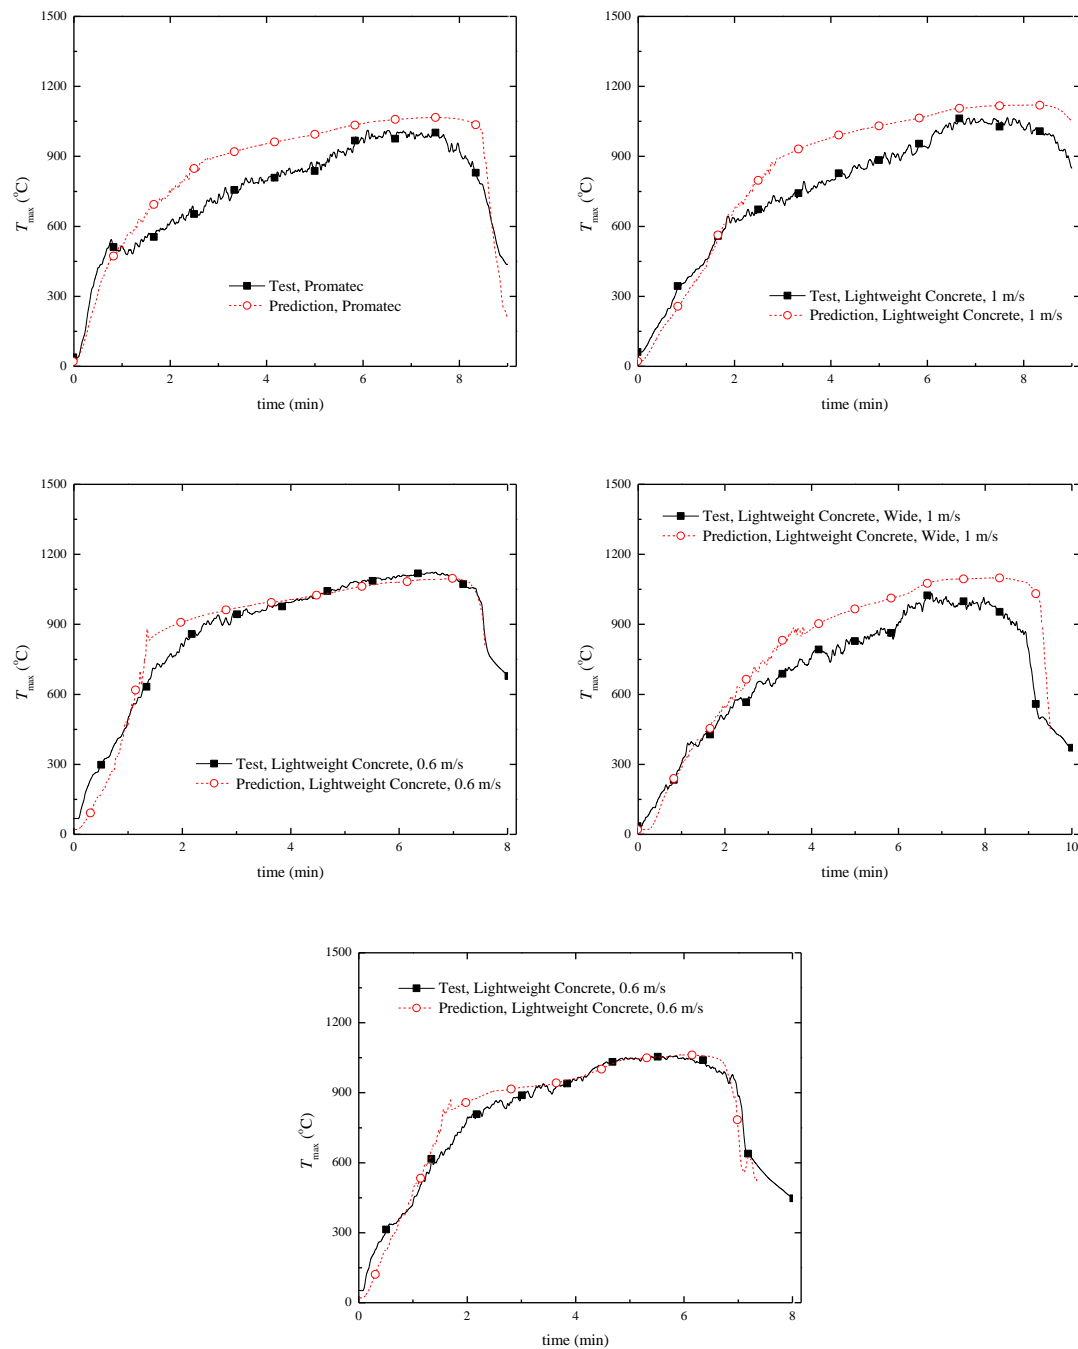 1500
1200
900
600
300
0
T max (°C)
Test, Promatec
Prediction, Promatec
0 2 4 6 8
time (min)
1500
1200
900
600
300
0
T max (°C)
Test, Lightweight Concrete, 1 m/s
Prediction, Lightweight Concrete, 1 m/s
0 2 4 6 8
time (min)
1500
1200
900
600
300
0
T max (°C)
Test, Lightweight Concrete, 0.6 m/s
Prediction, Lightweight Concrete, 0.6 m/s
0 2 4 6 8
time (min)
1500
1200
900
600
300
0
T max (°C)
Test, Lightweight Concrete, Wide, 1 m/s
Prediction, Lightweight Concrete, Wide, 1 m/s
0 2 4 6 8 10
time (min)
1500
1200
900
600
300
0
T max (°C)
Test, Lightweight Concrete, 0.6 m/s
Prediction, Lightweight Concrete, 0.6 m/s
0 2 4 6 8
time (min)